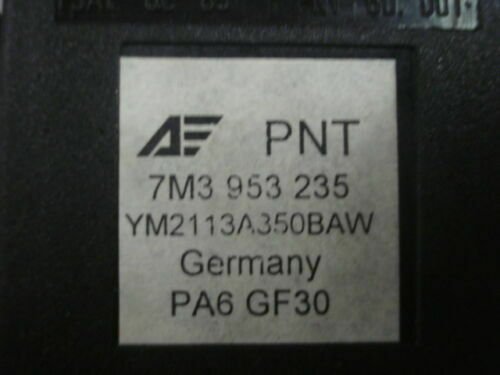 AE PNT
7M3 953 235
YM2113A350BAW
Germany
PA6 GF30